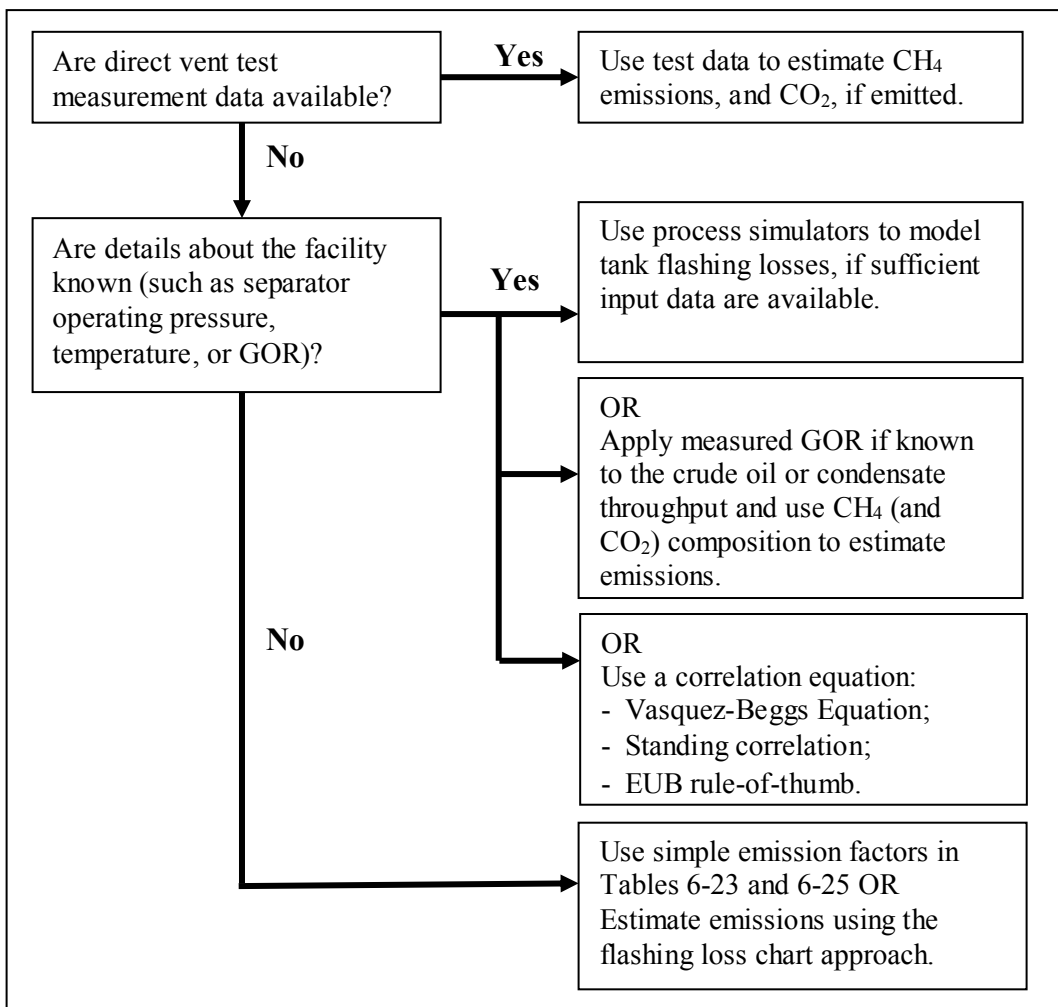 Are direct vent test
measurement data available?
Yes
Use test data to estimate CH₄
emissions, and CO₂, if emitted.
No
Are details about the facility
known (such as separator
operating pressure,
temperature, or GOR)?
Yes
Use process simulators to model
tank flashing losses, if sufficient
input data are available.
OR
Apply measured GOR if known
to the crude oil or condensate
throughput and use CH₄ (and
CO₂) composition to estimate
emissions.
No
OR
Use a correlation equation:
- Vasquez-Beggs Equation;
- Standing correlation;
- EUB rule-of-thumb.
Use simple emission factors in
Tables 6-23 and 6-25 OR
Estimate emissions using the
flashing loss chart approach.